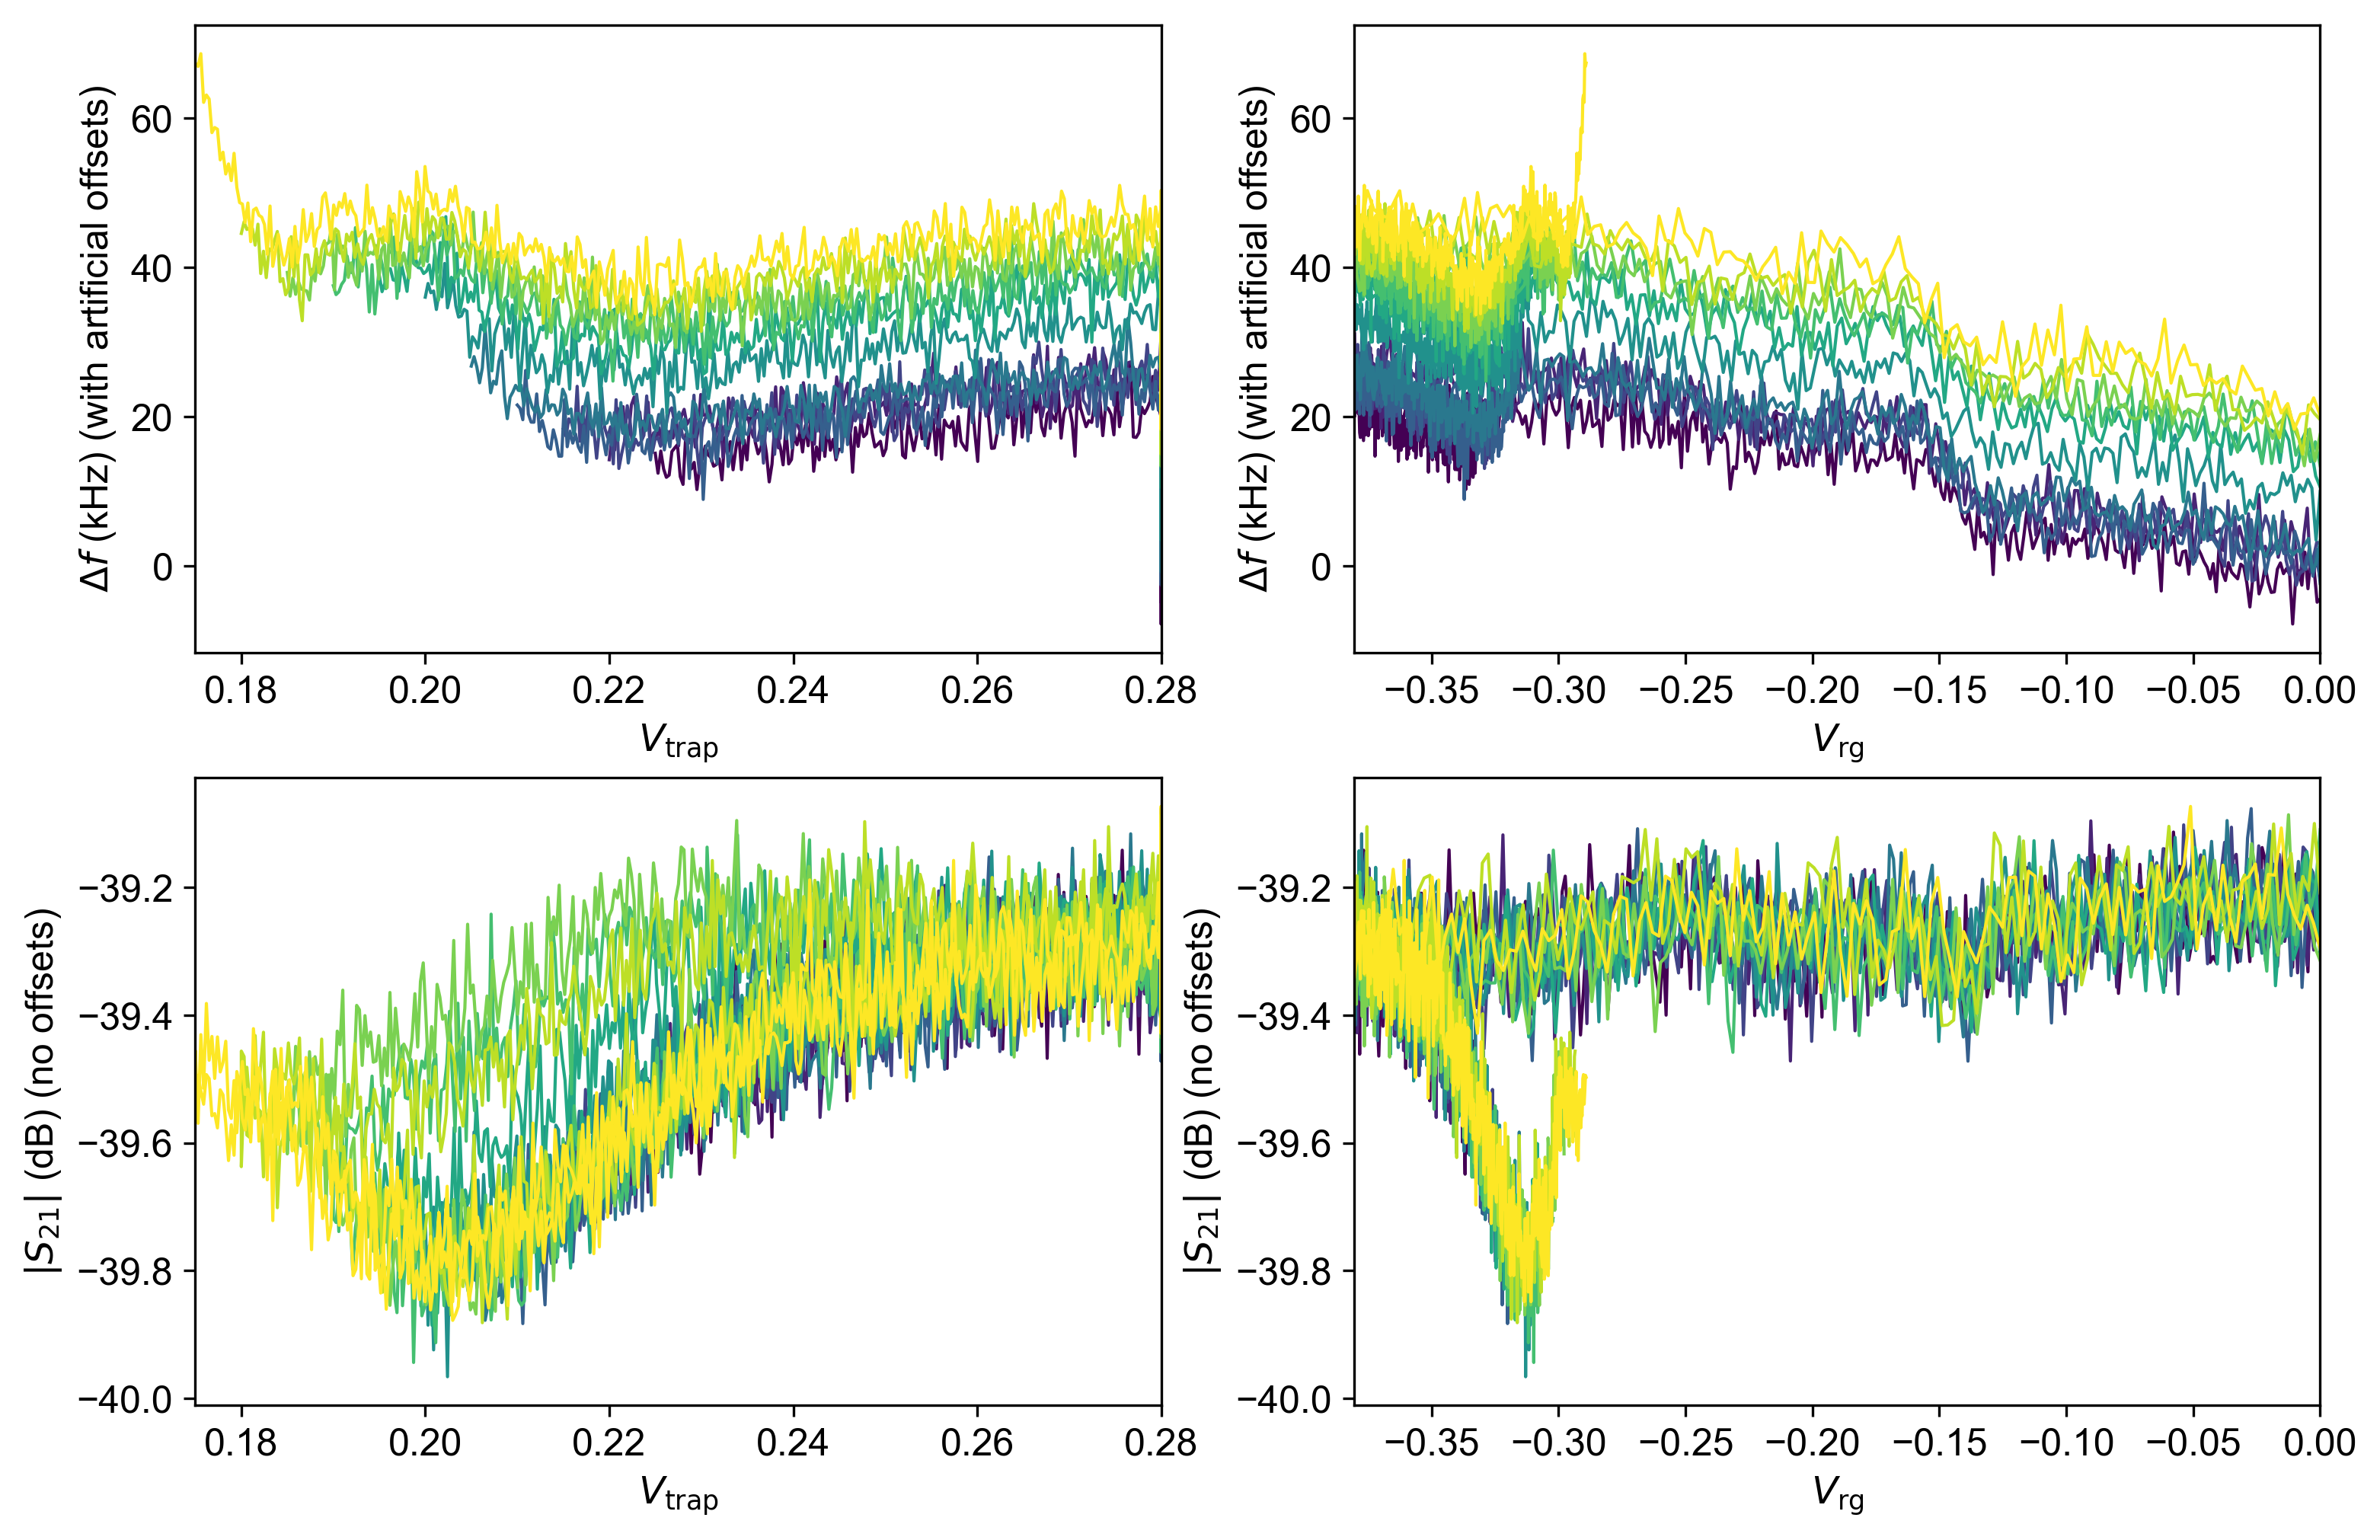 Δf (kHz) (with artificial offsets)
60
40
20
0
0.18 0.20 0.22 0.24 0.26 0.28
V_trap
Δf (kHz) (with artificial offsets)
60
40
20
0
−0.35 −0.30 −0.25 −0.20 −0.15 −0.10 −0.05 0.00
V_rg
|S_21| (dB) (no offsets)
−39.2
−39.4
−39.6
−39.8
−40.0
0.18 0.20 0.22 0.24 0.26 0.28
V_trap
|S_21| (dB) (no offsets)
−39.2
−39.4
−39.6
−39.8
−40.0
−0.35 −0.30 −0.25 −0.20 −0.15 −0.10 −0.05 0.00
V_rg